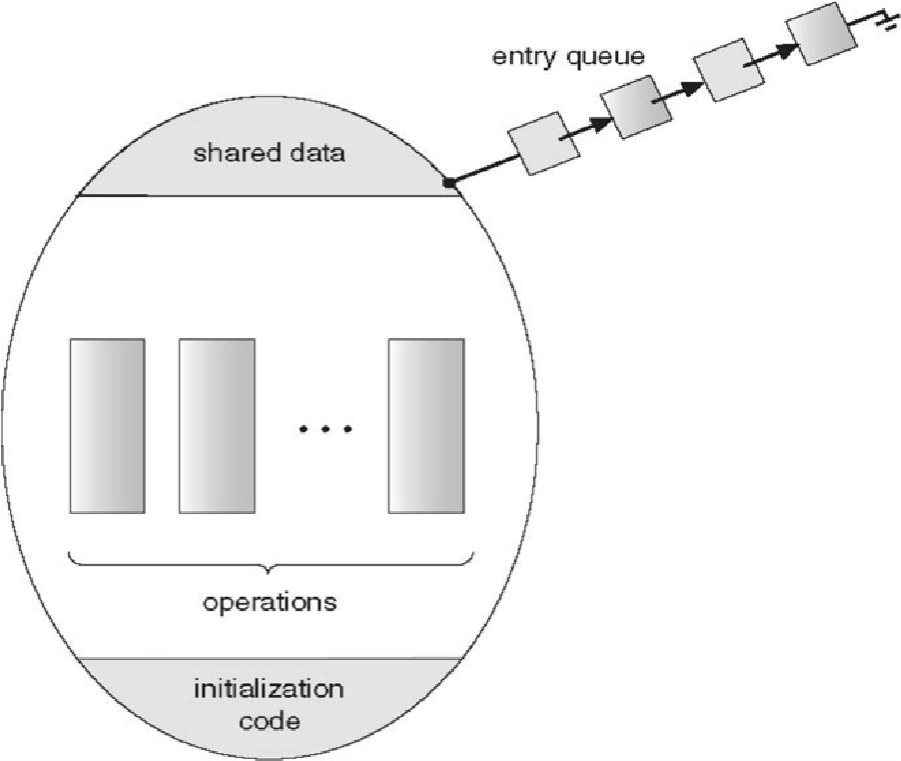 entry queue
shared data
operations
initialization
code